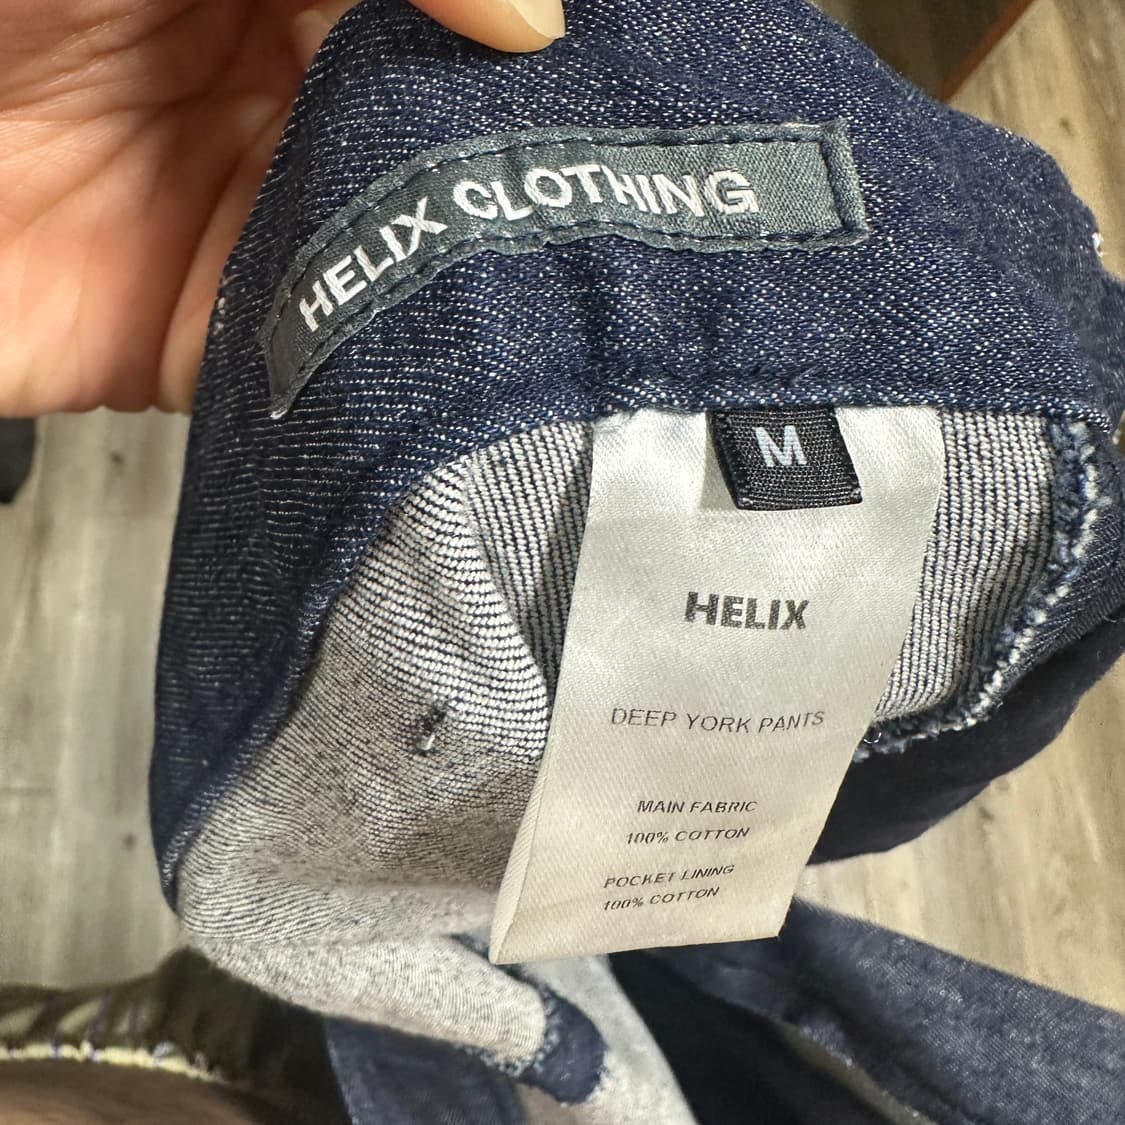 HELIX CLOTHING
M
HELIX
DEEP YORK PANTS
MAIN FABRIC
100% COTTON
POCKET LINING
100% COTTON